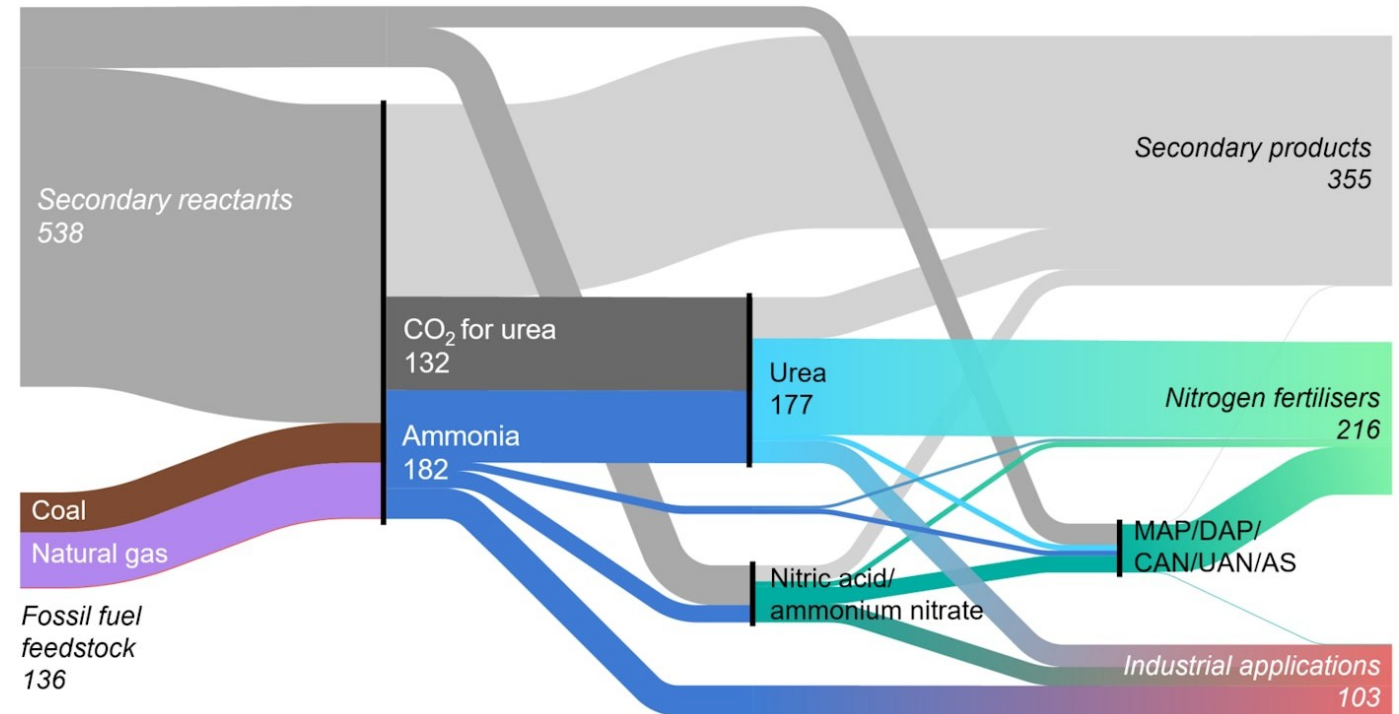 Secondary reactants
538
Coal
Natural gas
Fossil fuel
feedstock
136
CO₂ for urea
132
Ammonia
182
Urea
177
Nitric acid/
ammonium nitrate
MAP/DAP/
CAN/UAN/AS
Secondary products
355
Nitrogen fertilisers
216
Industrial applications
103